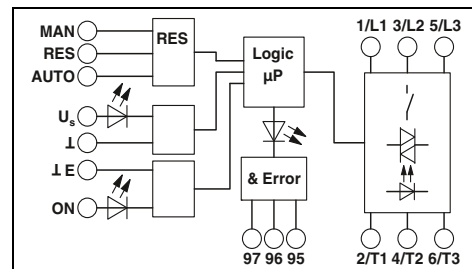 MAN
RES
AUTO
RES
Us
⊥
⊥ E
ON
Logic
µP
& Error
97 96 95
1/L1 3/L2 5/L3
2/T1 4/T2 6/T3